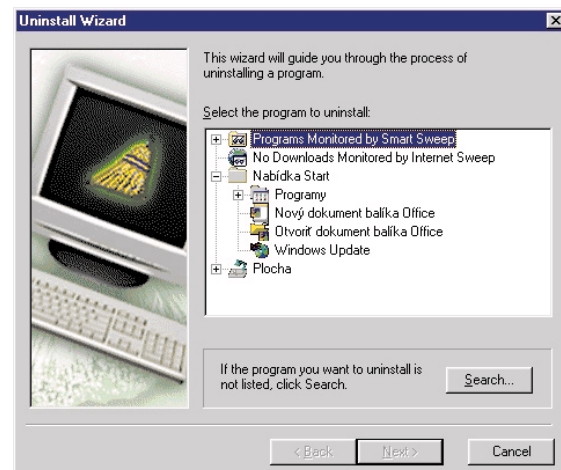 Uninstall Wizard
This wizard will guide you through the process of
uninstalling a program.
Select the program to uninstall:
Programs Monitored by Smart Sweep
No Downloads Monitored by Internet Sweep
Nabídka Start
Programy
Nový dokument balíka Office
Otvoriť dokument balíka Office
Windows Update
Plocha
If the program you want to uninstall is
not listed, click Search.
Search...
< Back
Next >
Cancel